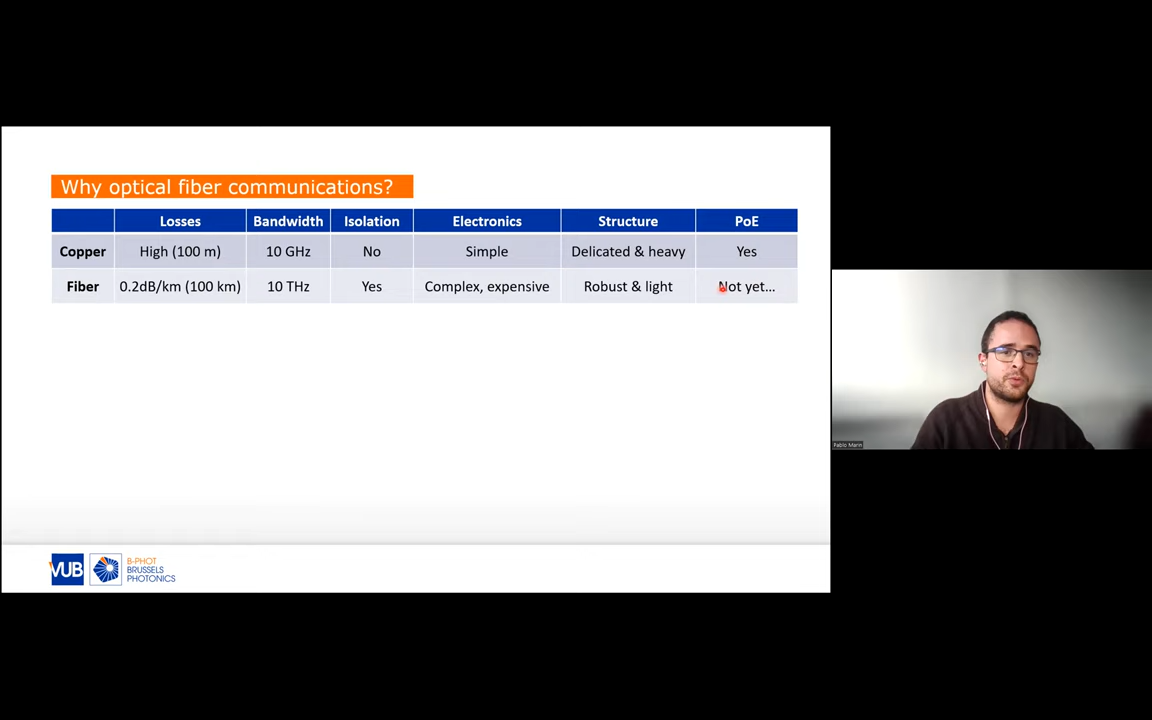 Why optical fiber communications?
Losses Bandwidth Isolation Electronics Structure PoE
Copper High (100 m) 10 GHz No Simple Delicated & heavy Yes
Fiber 0.2dB/km (100 km) 10 THz Yes Complex, expensive Robust & light Not yet...
Pablo Marin
VUB
B-PHOT
BRUSSELS
PHOTONICS